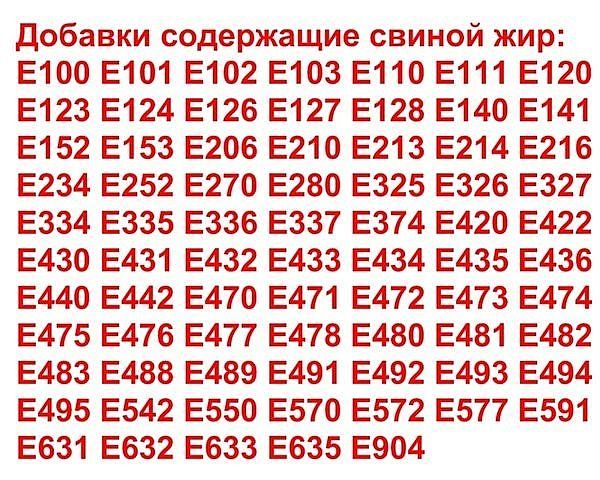 Добавки содержащие свиной жир:
E100 E101 E102 E103 E110 E111 E120
E123 E124 E126 E127 E128 E140 E141
E152 E153 E206 E210 E213 E214 E216
E234 E252 E270 E280 E325 E326 E327
E334 E335 E336 E337 E374 E420 E422
E430 E431 E432 E433 E434 E435 E436
E440 E442 E470 E471 E472 E473 E474
E475 E476 E477 E478 E480 E481 E482
E483 E488 E489 E491 E492 E493 E494
E495 E542 E550 E570 E572 E577 E591
E631 E632 E633 E635 E904